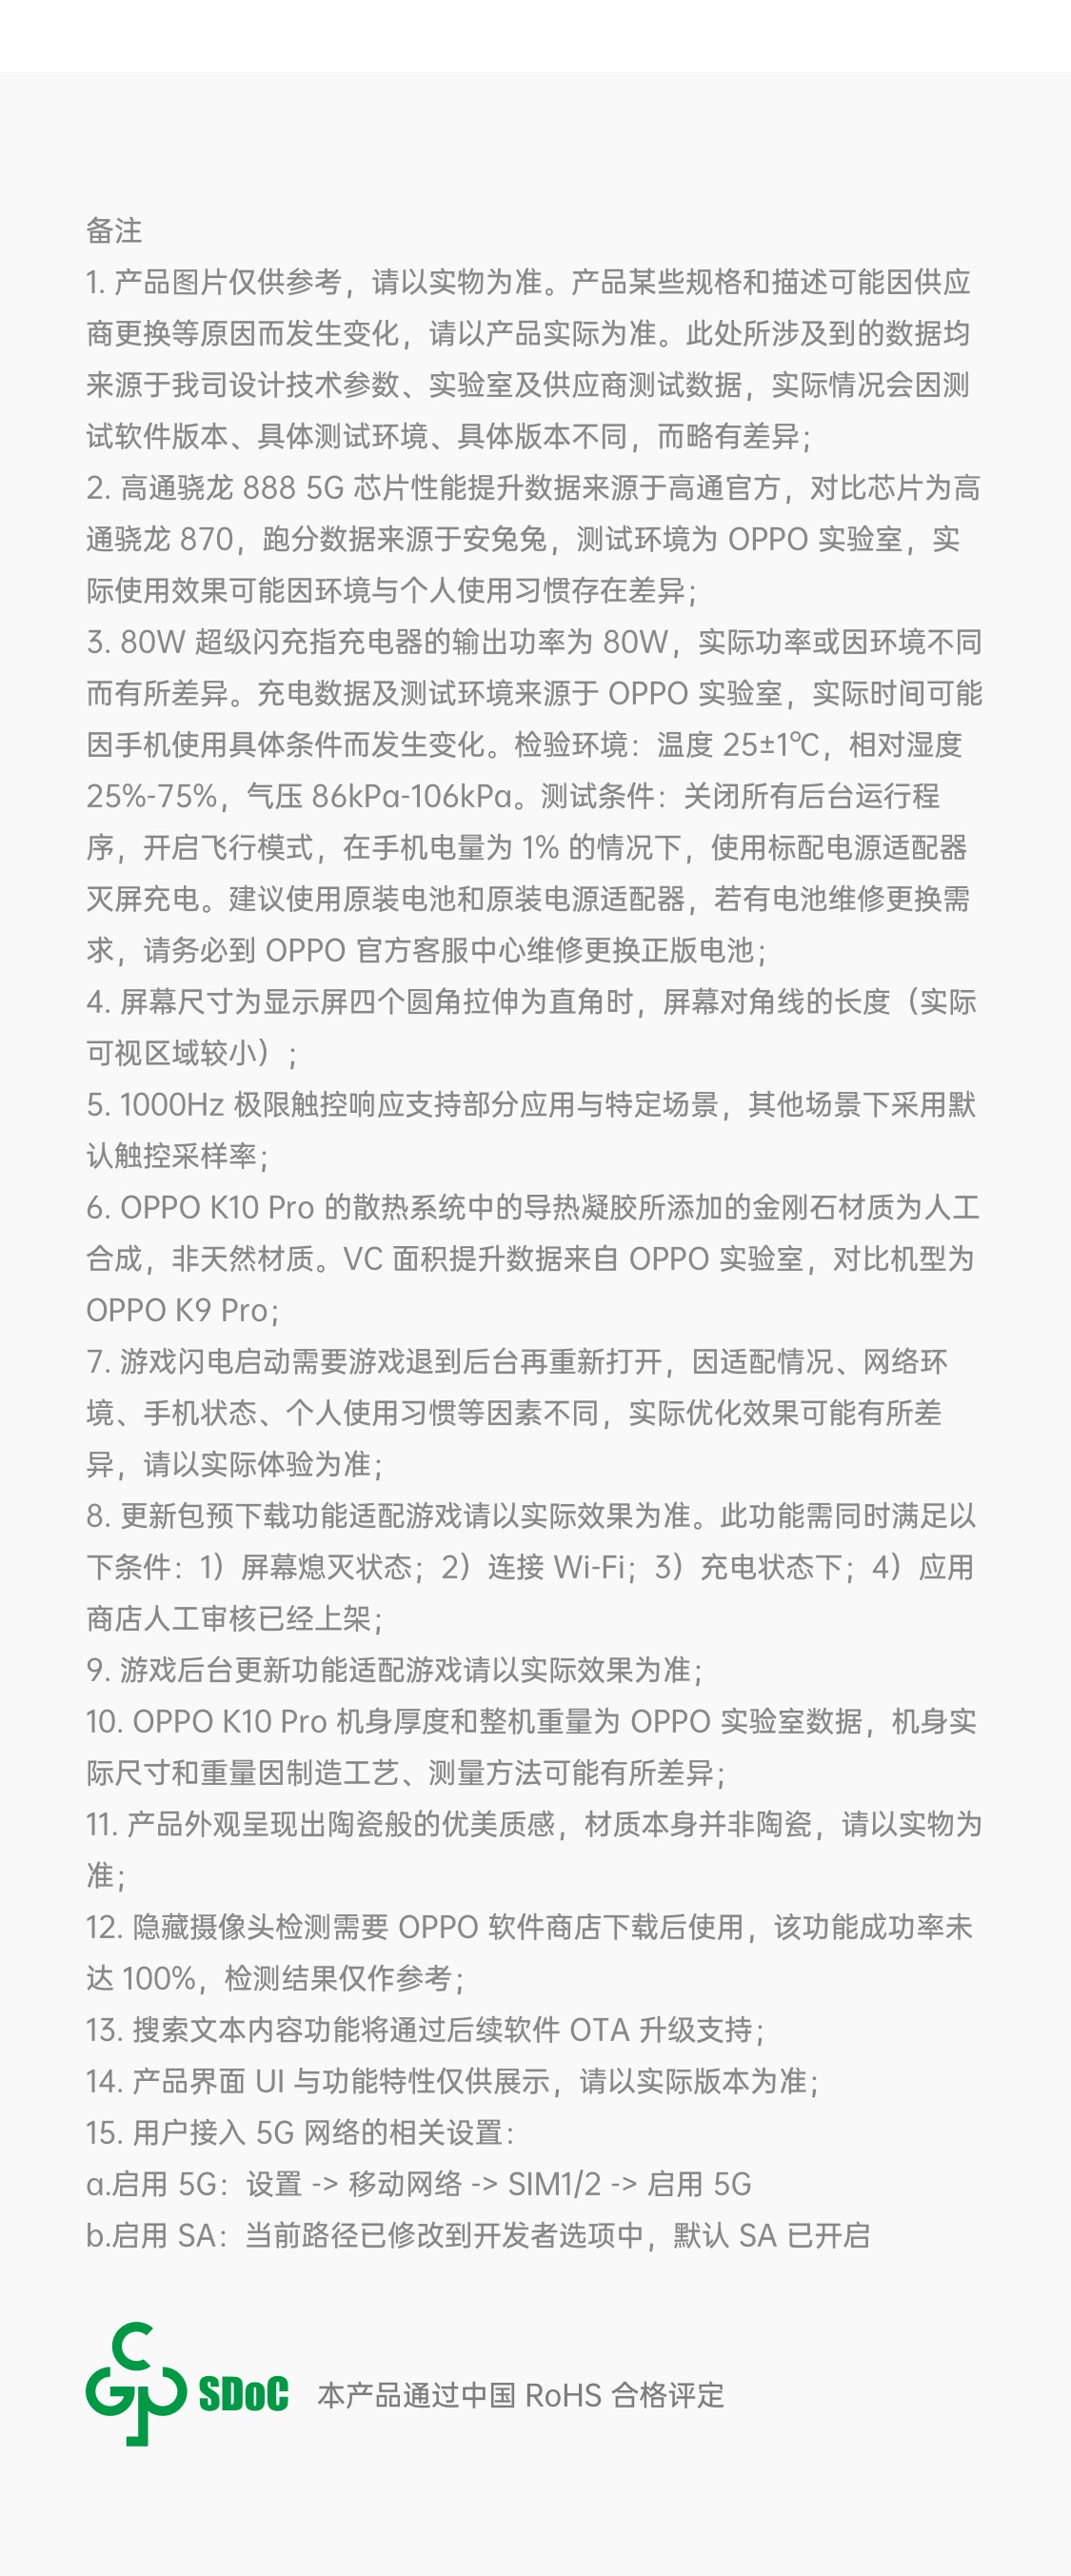 备注
1. 产品图片仅供参考，请以实物为准。产品某些规格和描述可能因供应
商更换等原因而发生变化，请以产品实际为准。此处所涉及到的数据均
来源于我司设计技术参数、实验室及供应商测试数据，实际情况会因测
试软件版本、具体测试环境、具体版本不同，而略有差异；
2. 高通骁龙 888 5G 芯片性能提升数据来源于高通官方，对比芯片为高
通骁龙 870，跑分数据来源于安兔兔，测试环境为 OPPO 实验室，实
际使用效果可能因环境与个人使用习惯存在差异；
3. 80W 超级闪充指充电器的输出功率为 80W，实际功率或因环境不同
而有所差异。充电数据及测试环境来源于 OPPO 实验室，实际时间可能
因手机使用具体条件而发生变化。检验环境：温度 25±1℃，相对湿度
25%-75%，气压 86kPa-106kPa。测试条件：关闭所有后台运行程
序，开启飞行模式，在手机电量为 1% 的情况下，使用标配电源适配器
灭屏充电。建议使用原装电池和原装电源适配器，若有电池维修更换需
求，请务必到 OPPO 官方客服中心维修更换正版电池；
4. 屏幕尺寸为显示屏四个圆角拉伸为直角时，屏幕对角线的长度（实际
可视区域较小）；
5. 1000Hz 极限触控响应支持部分应用与特定场景，其他场景下采用默
认触控采样率；
6. OPPO K10 Pro 的散热系统中的导热凝胶所添加的金刚石材质为人工
合成，非天然材质。VC 面积提升数据来自 OPPO 实验室，对比机型为
OPPO K9 Pro；
7. 游戏闪电启动需要游戏退到后台再重新打开，因适配情况、网络环
境、手机状态、个人使用习惯等因素不同，实际优化效果可能有所差
异，请以实际体验为准；
8. 更新包预下载功能适配游戏请以实际效果为准。此功能需同时满足以
下条件：1）屏幕熄灭状态；2）连接 Wi-Fi；3）充电状态下；4）应用
商店人工审核已经上架；
9. 游戏后台更新功能适配游戏请以实际效果为准；
10. OPPO K10 Pro 机身厚度和整机重量为 OPPO 实验室数据，机身实
际尺寸和重量因制造工艺、测量方法可能有所差异；
11. 产品外观呈现出陶瓷般的优美质感，材质本身并非陶瓷，请以实物为
准；
12. 隐藏摄像头检测需要 OPPO 软件商店下载后使用，该功能成功率未
达 100%，检测结果仅作参考；
13. 搜索文本内容功能将通过后续软件 OTA 升级支持；
14. 产品界面 UI 与功能特性仅供展示，请以实际版本为准；
15. 用户接入 5G 网络的相关设置：
a.启用 5G：设置 -> 移动网络 -> SIM1/2 -> 启用 5G
b.启用 SA：当前路径已修改到开发者选项中，默认 SA 已开启
CGP SDoC 本产品通过中国 RoHS 合格评定